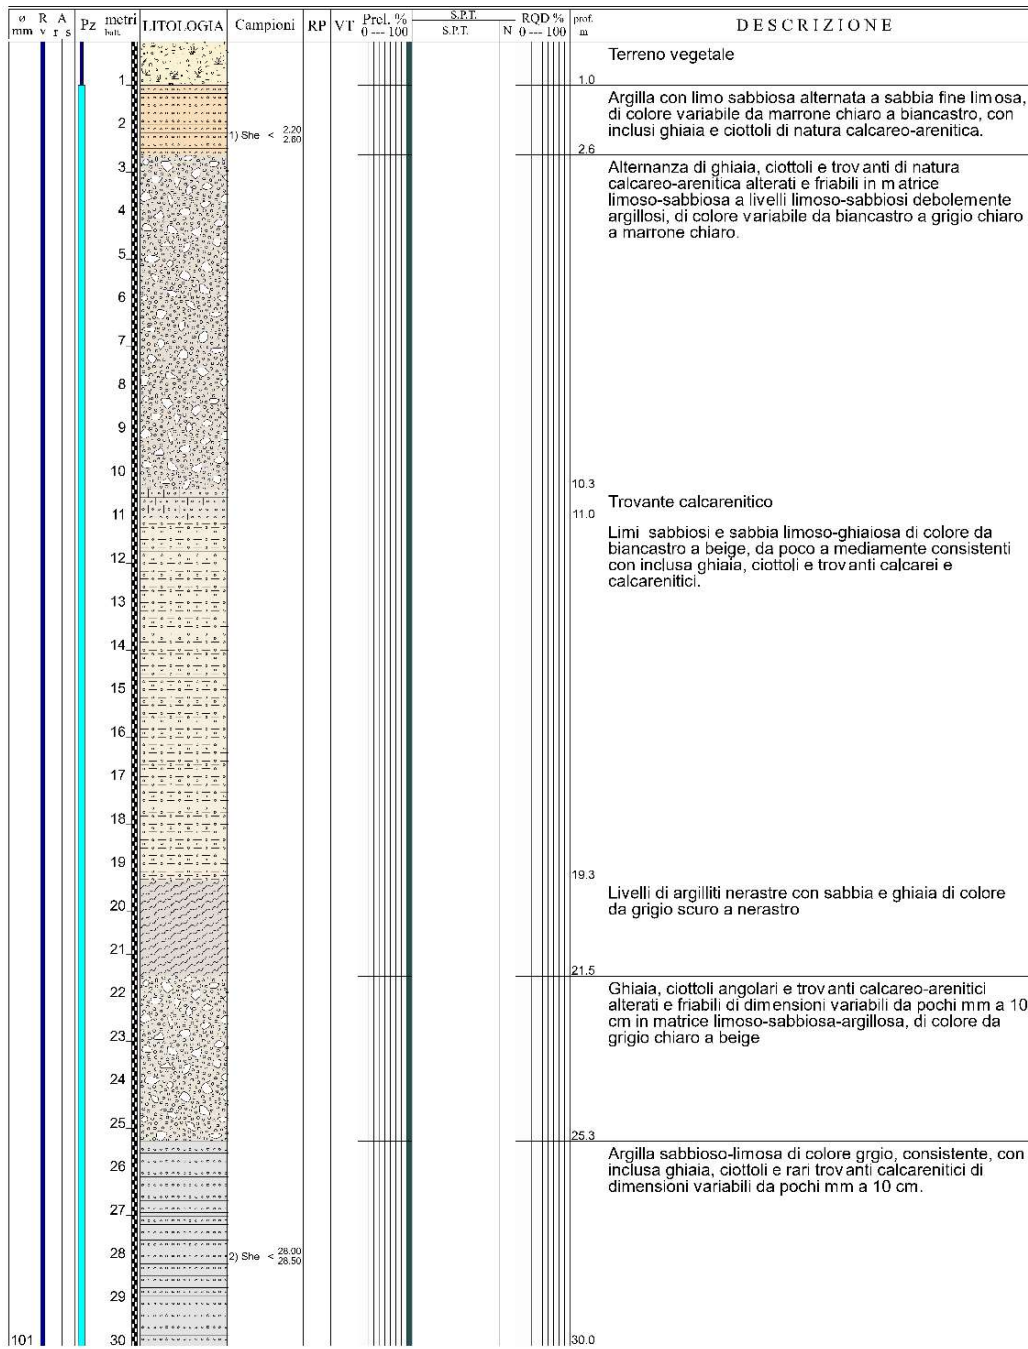 ø mm R v A r s Pz metri batt. LITOLOGIA Campioni RP VT Prel. % 0 --- 100 S.P.T. S.P.T. N RQD % 0 --- 100 prof. m DESCRIZIONE
Terreno vegetale
1 1.0
Argilla con limo sabbiosa alternata a sabbia fine limosa,
di colore variabile da marrone chiaro a biancastro, con
inclusi ghiaia e ciottoli di natura calcareo-arenitica.
2 1) She < 2.20 2.60
2.6
3 Alternanza di ghiaia, ciottoli e trovanti di natura
calcareo-arenitica alterati e friabili in matrice
limoso-sabbiosa a livelli limoso-sabbiosi debolmente
argillosi, di colore variabile da biancastro a grigio chiaro
a marrone chiaro.
4
5
6
7
8
9
10
10.3
Trovante calcarenitico
11 11.0
Limi sabbiosi e sabbia limoso-ghiaiosa di colore da
biancastro a beige, da poco a mediamente consistenti
con inclusa ghiaia, ciottoli e trovanti calcarei e
calcarenitici.
12
13
14
15
16
17
18
19
19.3
Livelli di argilliti nerastre con sabbia e ghiaia di colore
da grigio scuro a nerastro
20
21
21.5
Ghiaia, ciottoli angolari e trovanti calcareo-arenitici
alterati e friabili di dimensioni variabili da pochi mm a 10
cm in matrice limoso-sabbiosa-argillosa, di colore da
grigio chiaro a beige
22
23
24
25
25.3
Argilla sabbioso-limosa di colore grgio, consistente, con
inclusa ghiaia, ciottoli e rari trovanti calcarenitici di
dimensioni variabili da pochi mm a 10 cm.
26
27
28 2) She < 28.00 28.50
29
101 30 30.0